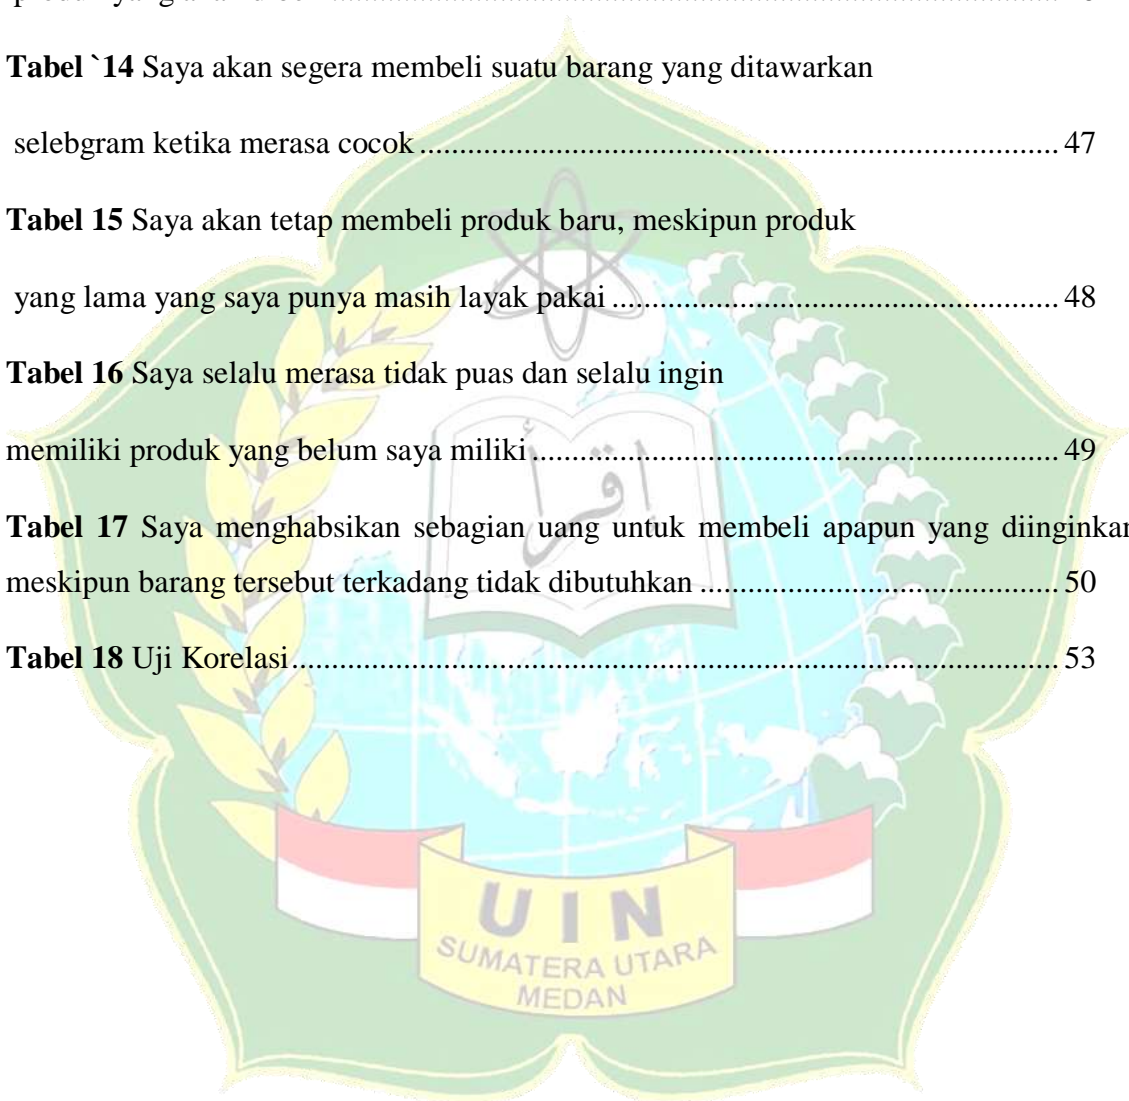 Tabel `14 Saya akan segera membeli suatu barang yang ditawarkan
selebgram ketika merasa cocok ........................................................................ 47
Tabel 15 Saya akan tetap membeli produk baru, meskipun produk
yang lama yang saya punya masih layak pakai .................................................. 48
Tabel 16 Saya selalu merasa tidak puas dan selalu ingin
memiliki produk yang belum saya miliki ............................................................ 49
Tabel 17 Saya menghabsikan sebagian uang untuk membeli apapun yang diinginkan
meskipun barang tersebut terkadang tidak dibutuhkan ........................................ 50
Tabel 18 Uji Korelasi ....................................................................................... 53
اقرأ
UIN
SUMATERA UTARA
MEDAN